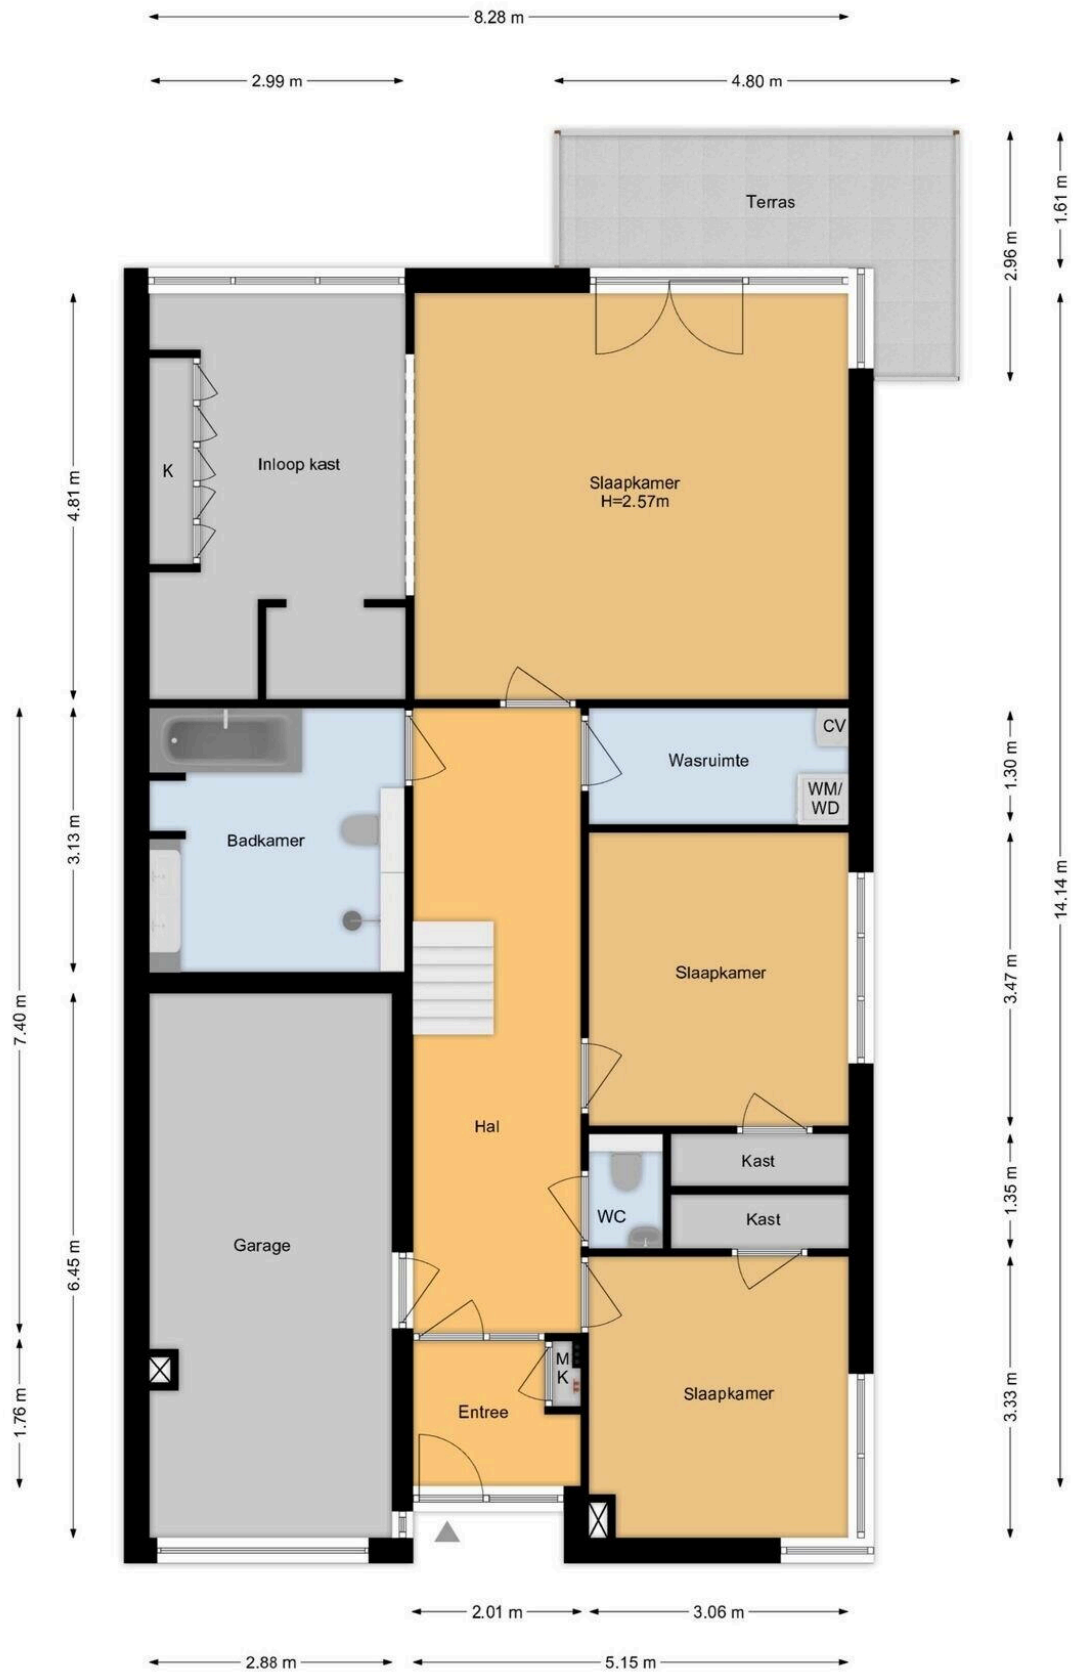 8.28 m
2.99 m
4.80 m
Terras
1.61 m
2.96 m
K
Inloop kast
4.81 m
Slaapkamer
H=2.57m
CV
Wasruimte
WM/
WD
1.30 m
Badkamer
3.13 m
14.14 m
Slaapkamer
3.47 m
7.40 m
Hal
Kast
WC
Kast
1.35 m
Garage
6.45 m
M
K
Slaapkamer
Entree
1.76 m
3.33 m
2.01 m
3.06 m
2.88 m
5.15 m